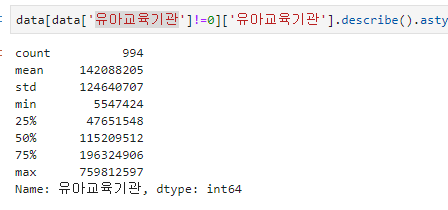 data[data['유아교육기관']!=0]['유아교육기관'].describe().asty
count 994
mean 142088205
std 124640707
min 5547424
25% 47651548
50% 115209512
75% 196324906
max 759812597
Name: 유아교육기관, dtype: int64